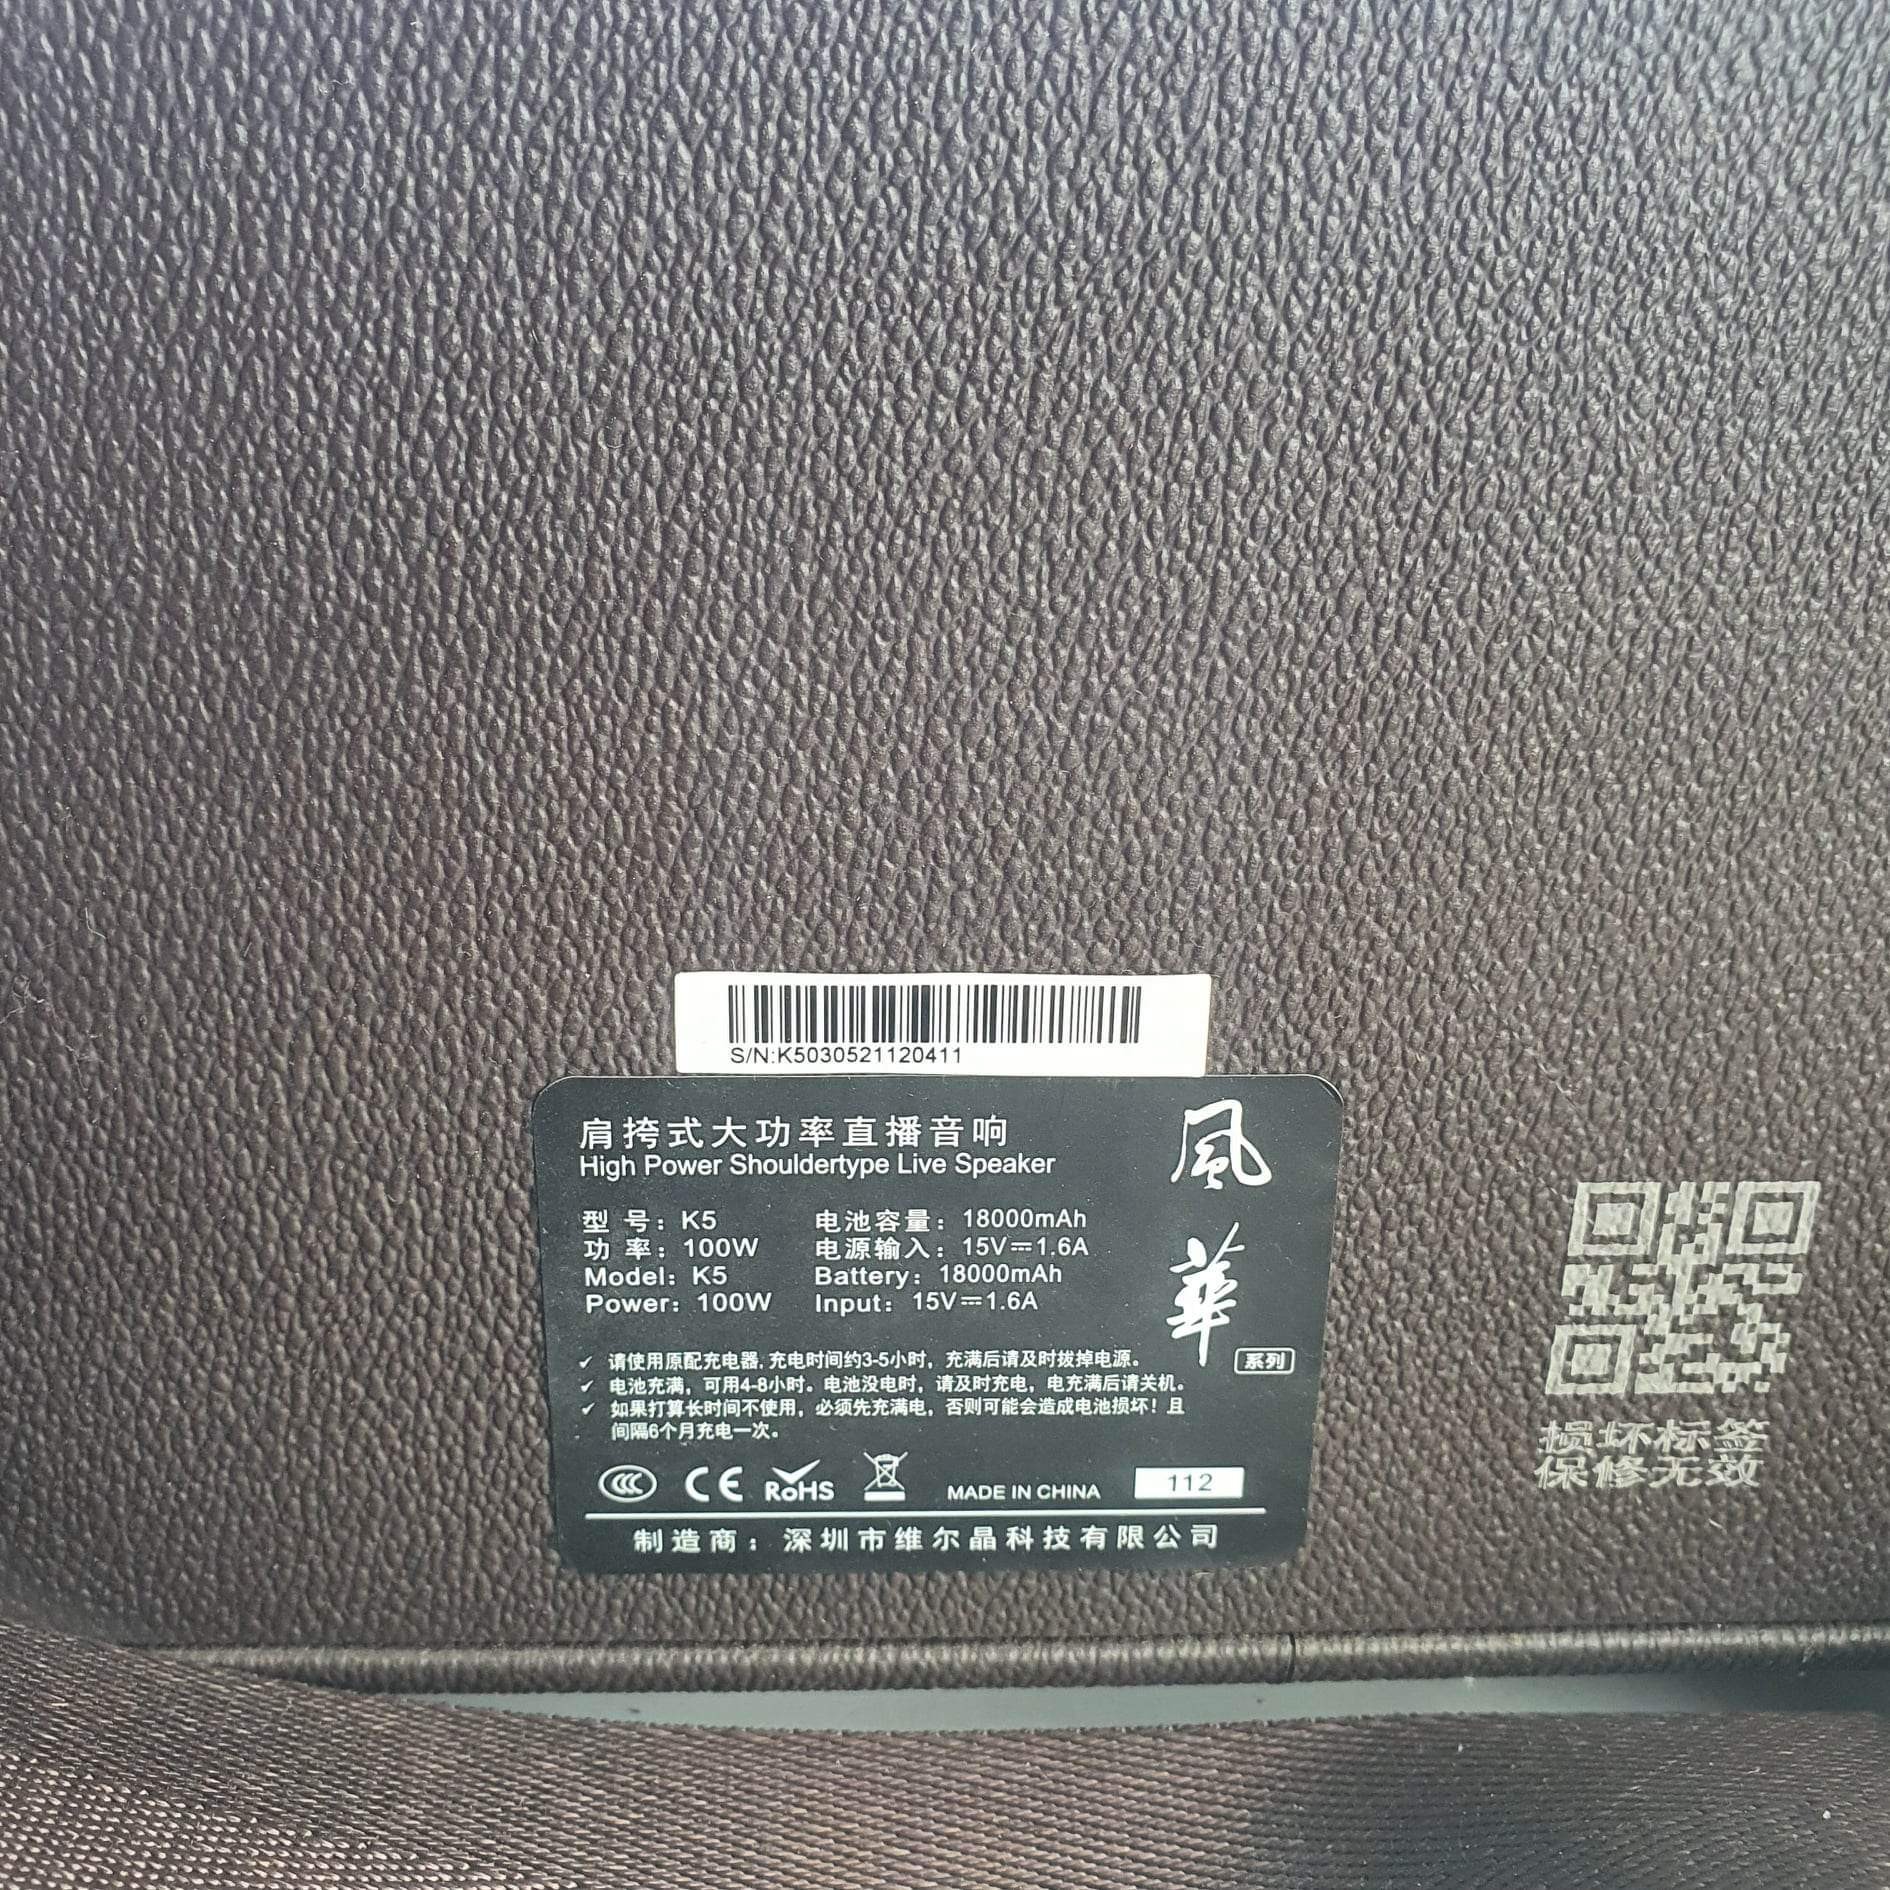 S/N:K5030521120411
肩挎式大功率直播音响
High Power Shouldertype Live Speaker
風華
系列
型 号：K5 电池容量：18000mAh
功 率：100W 电源输入：15V⎓1.6A
Model：K5 Battery：18000mAh
Power：100W Input：15V⎓1.6A
✓ 请使用原配充电器,充电时间约3-5小时，充满后请及时拔掉电源。
✓ 电池充满，可用4-8小时。电池没电时，请及时充电，电充满后请关机。
✓ 如果打算长时间不使用，必须先充满电，否则可能会造成电池损坏！且
间隔6个月充电一次。
CCC CE RoHS MADE IN CHINA 112
制造商：深圳市维尔晶科技有限公司
损坏标签
保修无效